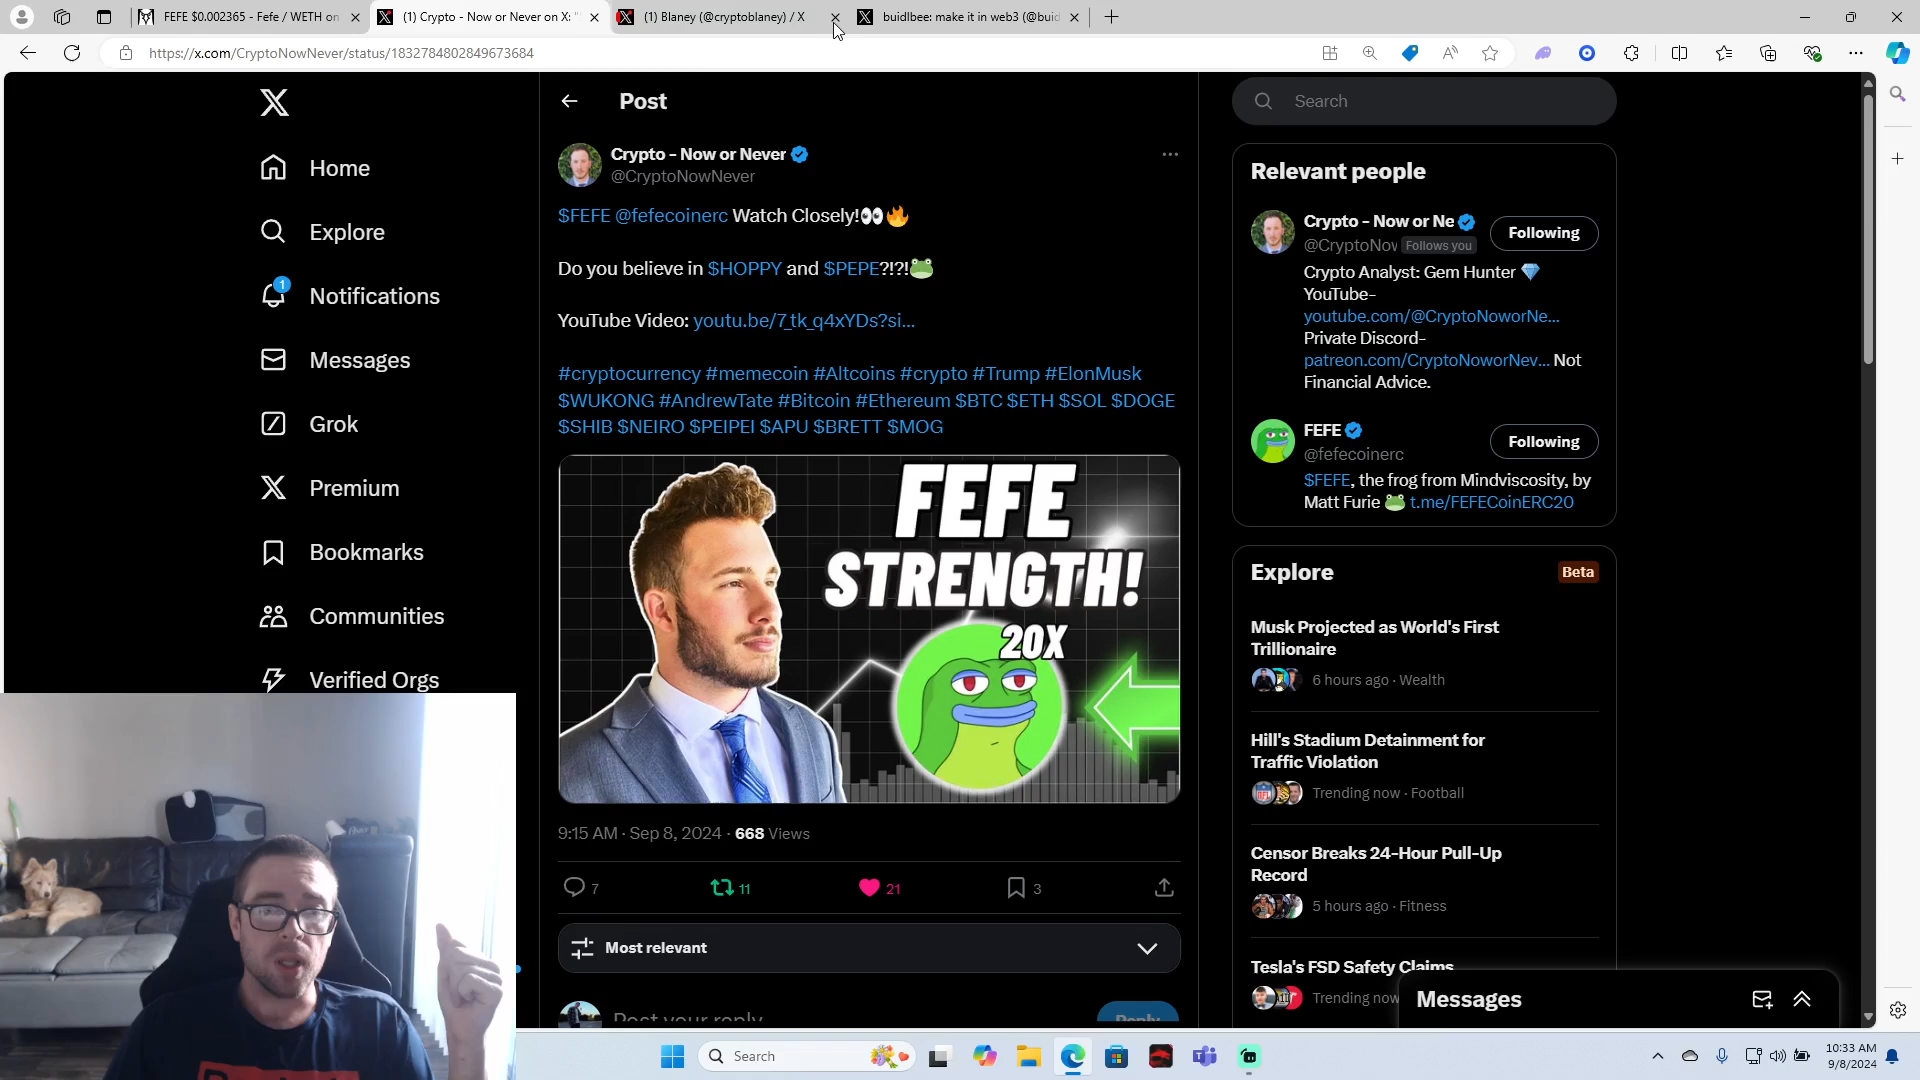 FEFE $0.002365 - Fefe / WETH on
(1) Crypto - Now or Never on X: "
(1) Blaney (@cryptoblaney) / X
buidlbee: make it in web3 (@buid
https://x.com/CryptoNowNever/status/1832784802849673684
Home
Explore
1
Notifications
Messages
Grok
Premium
Bookmarks
Communities
Verified Orgs
Post
Crypto - Now or Never
@CryptoNowNever
$FEFE @fefecoinerc Watch Closely!👀🔥
Do you believe in $HOPPY and $PEPE?!?!🐸
YouTube Video: youtu.be/7_tk_q4xYDs?si...
#cryptocurrency #memecoin #Altcoins #crypto #Trump #ElonMusk
$WUKONG #AndrewTate #Bitcoin #Ethereum $BTC $ETH $SOL $DOGE
$SHIB $NEIRO $PEIPEI $APU $BRETT $MOG
FEFE
STRENGTH!
20X
9:15 AM · Sep 8, 2024 · 668 Views
7 11 21 3
Most relevant
Post your reply
Reply
Search
Relevant people
Crypto - Now or Ne
Following
@CryptoNov Follows you
Crypto Analyst: Gem Hunter 💎
YouTube-
youtube.com/@CryptoNoworNe...
Private Discord-
patreon.com/CryptoNoworNev... Not
Financial Advice.
FEFE
Following
@fefecoinerc
$FEFE, the frog from Mindviscosity, by
Matt Furie 🐸 t.me/FEFECoinERC20
Explore
Beta
Musk Projected as World's First
Trillionaire
6 hours ago · Wealth
Hill's Stadium Detainment for
Traffic Violation
Trending now · Football
Censor Breaks 24-Hour Pull-Up
Record
5 hours ago · Fitness
Tesla's FSD Safety Claims
Trending now
Messages
Search
10:33 AM
9/8/2024